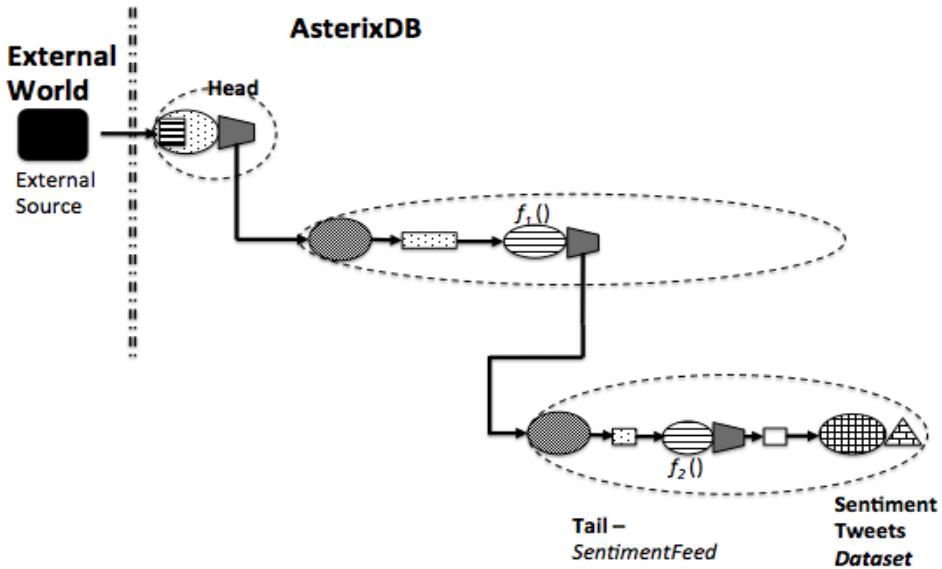 AsterixDB
External
World
Head
External
Source
f₁()
f₂()
Tail –
SentimentFeed
Sentiment
Tweets
Dataset